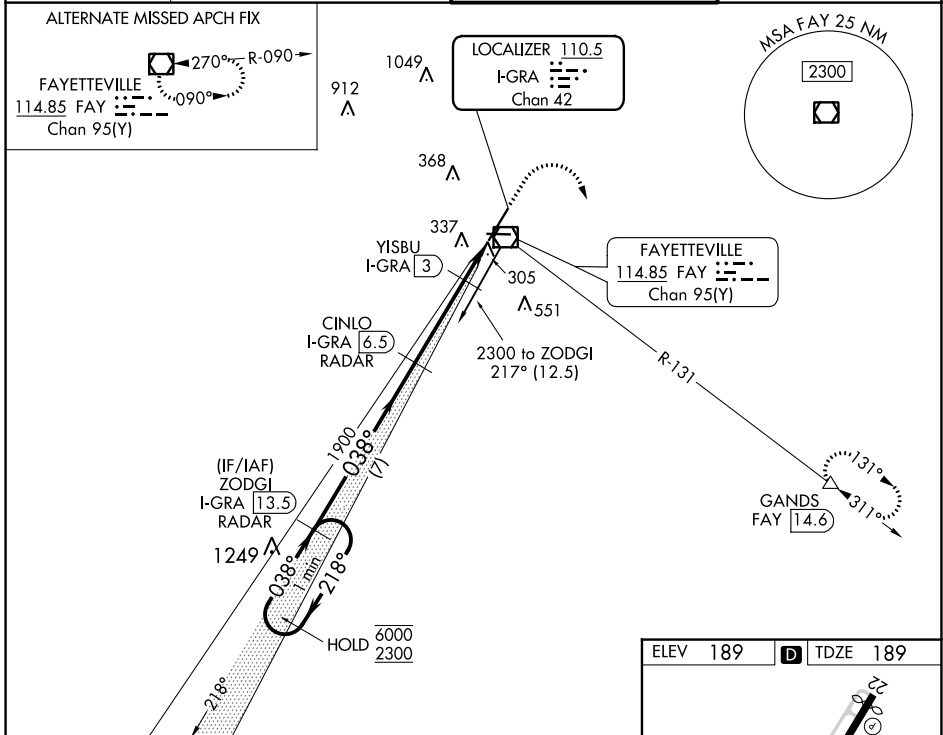 ALTERNATE MISSED APCH FIX
270°
R-090
090°
FAYETTEVILLE
114.85 FAY
Chan 95(Y)
912
1049
LOCALIZER 110.5
I-GRA
Chan 42
MSA FAY 25 NM
2300
368
337
YISBU
I-GRA 3
305
551
FAYETTEVILLE
114.85 FAY
Chan 95(Y)
CINLO
I-GRA 6.5
RADAR
2300 to ZODGI
217° (12.5)
R-131
1900
038°
(7)
(IF/IAF)
ZODGI
I-GRA 13.5
RADAR
131°
311°
GANDS
FAY 14.6
1249
038°
1 min
218°
HOLD 6000
2300
218°
ELEV 189 D TDZE 189
22
P